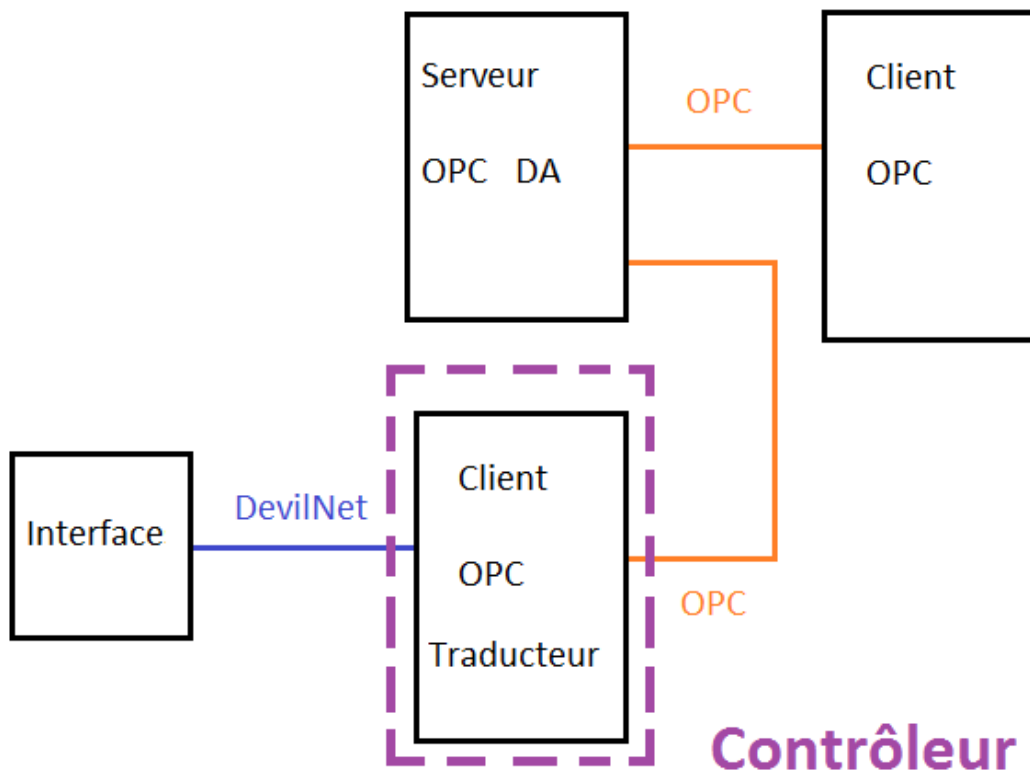 Serveur
OPC DA
OPC
Client
OPC
Interface
DevilNet
Client
OPC
Traducteur
OPC
Contrôleur